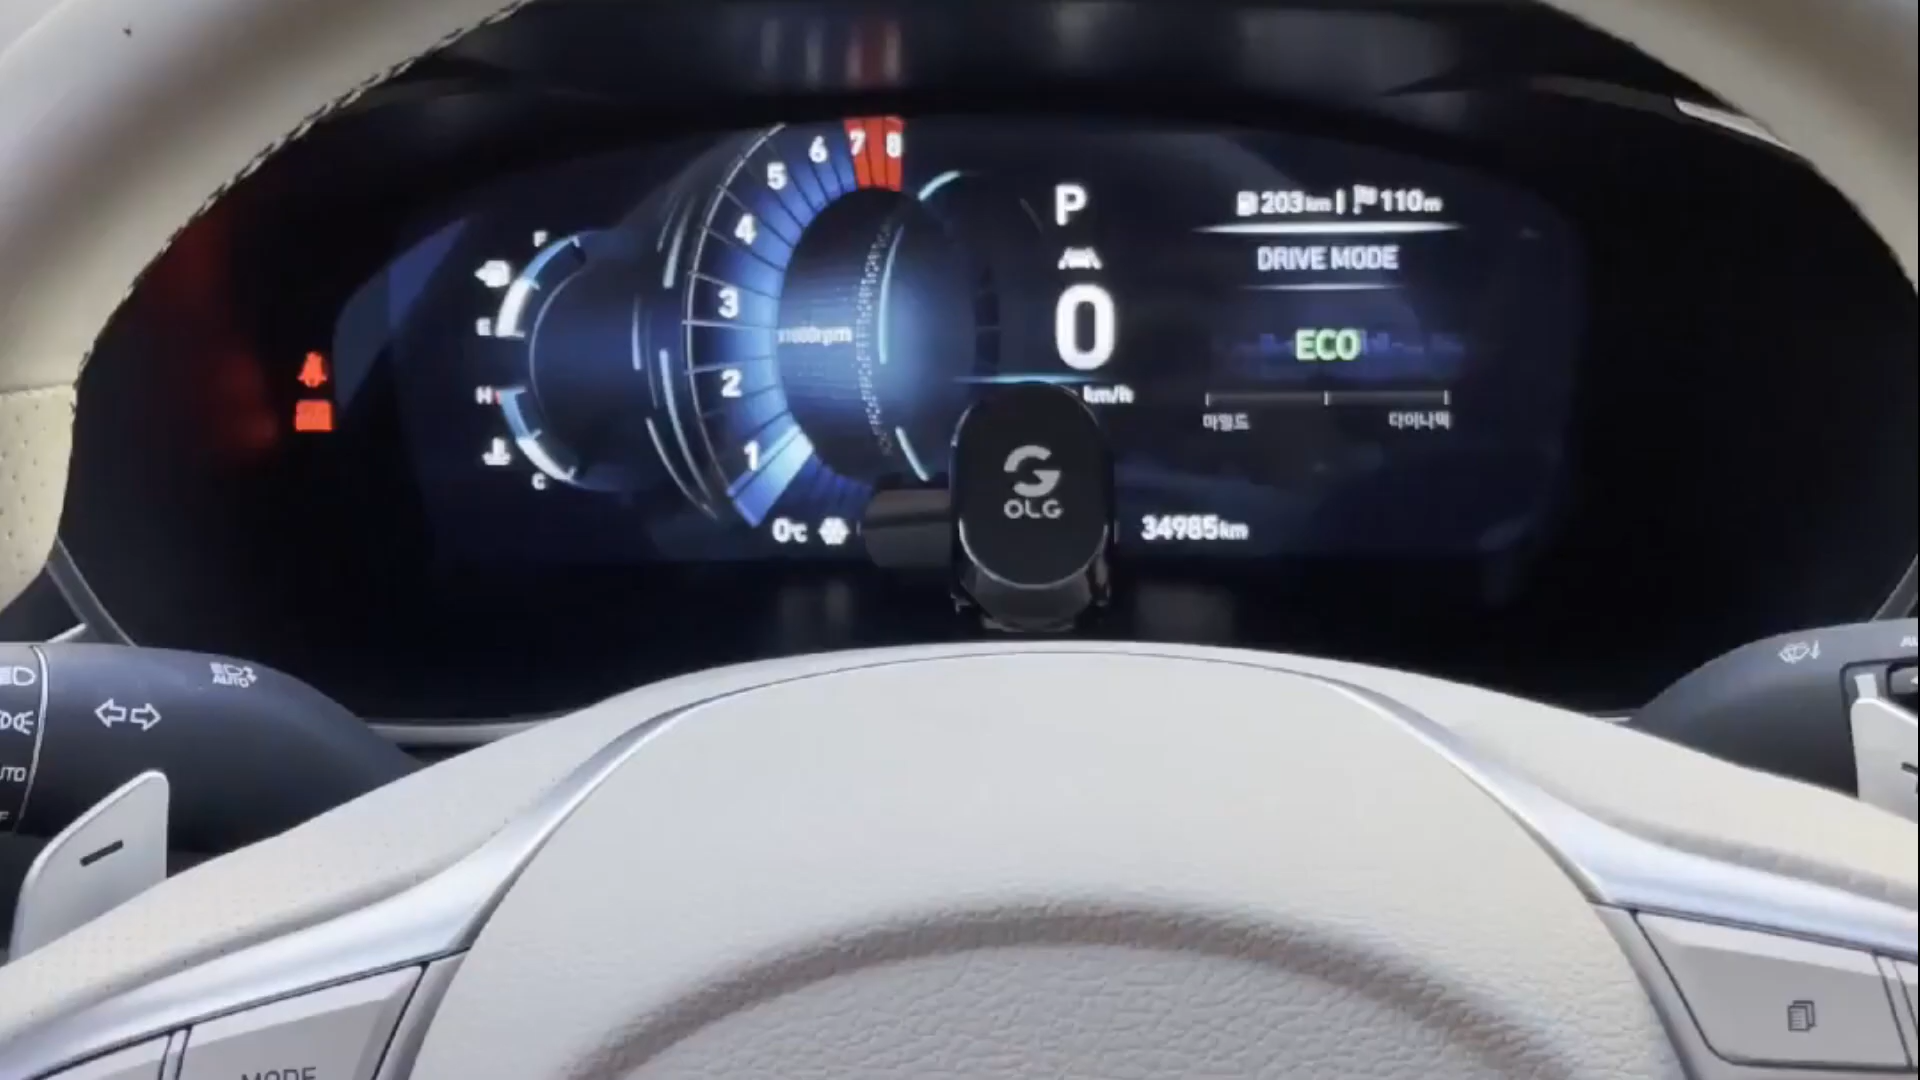 8
7
6
5
4
3
2
1
F
E
H
C
P
203km | 110m
DRIVE MODE
0
km/h
ECO
마일드 다이나믹
OLG
0℃
34985km
AUTO
MODE